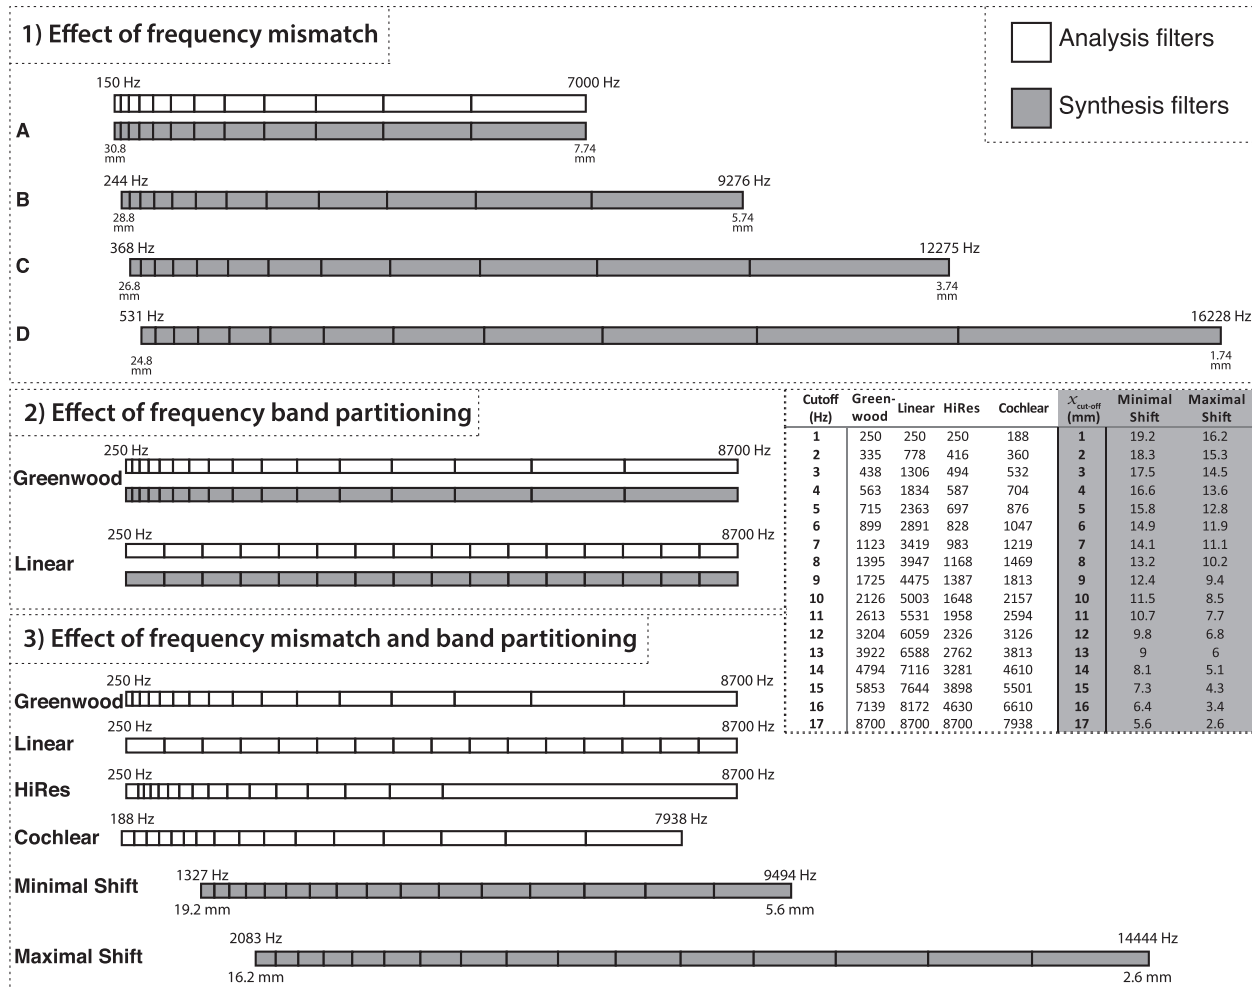 1) Effect of frequency mismatch
Analysis filters
Synthesis filters
150 Hz 7000 Hz
A
30.8 mm 7.74 mm
244 Hz 9276 Hz
B
28.8 mm 5.74 mm
368 Hz 12275 Hz
C
26.8 mm 3.74 mm
531 Hz 16228 Hz
D
24.8 mm 1.74 mm
2) Effect of frequency band partitioning
250 Hz 8700 Hz
Greenwood
250 Hz 8700 Hz
Linear
Cutoff (Hz) Green-wood Linear HiRes Cochlear x cut-off (mm) Minimal Shift Maximal Shift
1 250 250 250 188 1 19.2 16.2
2 335 778 416 360 2 18.3 15.3
3 438 1306 494 532 3 17.5 14.5
4 563 1834 587 704 4 16.6 13.6
5 715 2363 697 876 5 15.8 12.8
6 899 2891 828 1047 6 14.9 11.9
7 1123 3419 983 1219 7 14.1 11.1
8 1395 3947 1168 1469 8 13.2 10.2
9 1725 4475 1387 1813 9 12.4 9.4
10 2126 5003 1648 2157 10 11.5 8.5
11 2613 5531 1958 2594 11 10.7 7.7
12 3204 6059 2326 3126 12 9.8 6.8
13 3922 6588 2762 3813 13 9 6
14 4794 7116 3281 4610 14 8.1 5.1
15 5853 7644 3898 5501 15 7.3 4.3
16 7139 8172 4630 6610 16 6.4 3.4
17 8700 8700 8700 7938 17 5.6 2.6
3) Effect of frequency mismatch and band partitioning
250 Hz 8700 Hz
Greenwood
250 Hz 8700 Hz
Linear
250 Hz 8700 Hz
HiRes
188 Hz 7938 Hz
Cochlear
1327 Hz 9494 Hz
Minimal Shift
19.2 mm 5.6 mm
2083 Hz 14444 Hz
Maximal Shift
16.2 mm 2.6 mm